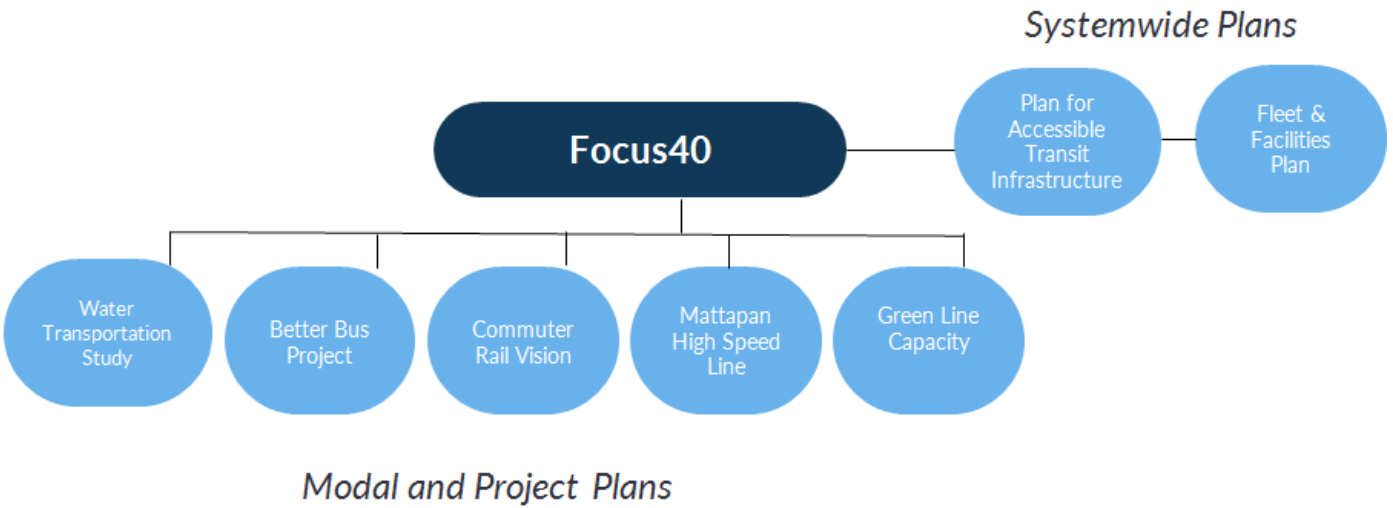 Systemwide Plans
Focus40
Plan for
Accessible
Transit
Infrastructure
Fleet &
Facilities
Plan
Water
Transportation
Study
Better Bus
Project
Commuter
Rail Vision
Mattapan
High Speed
Line
Green Line
Capacity
Modal and Project Plans